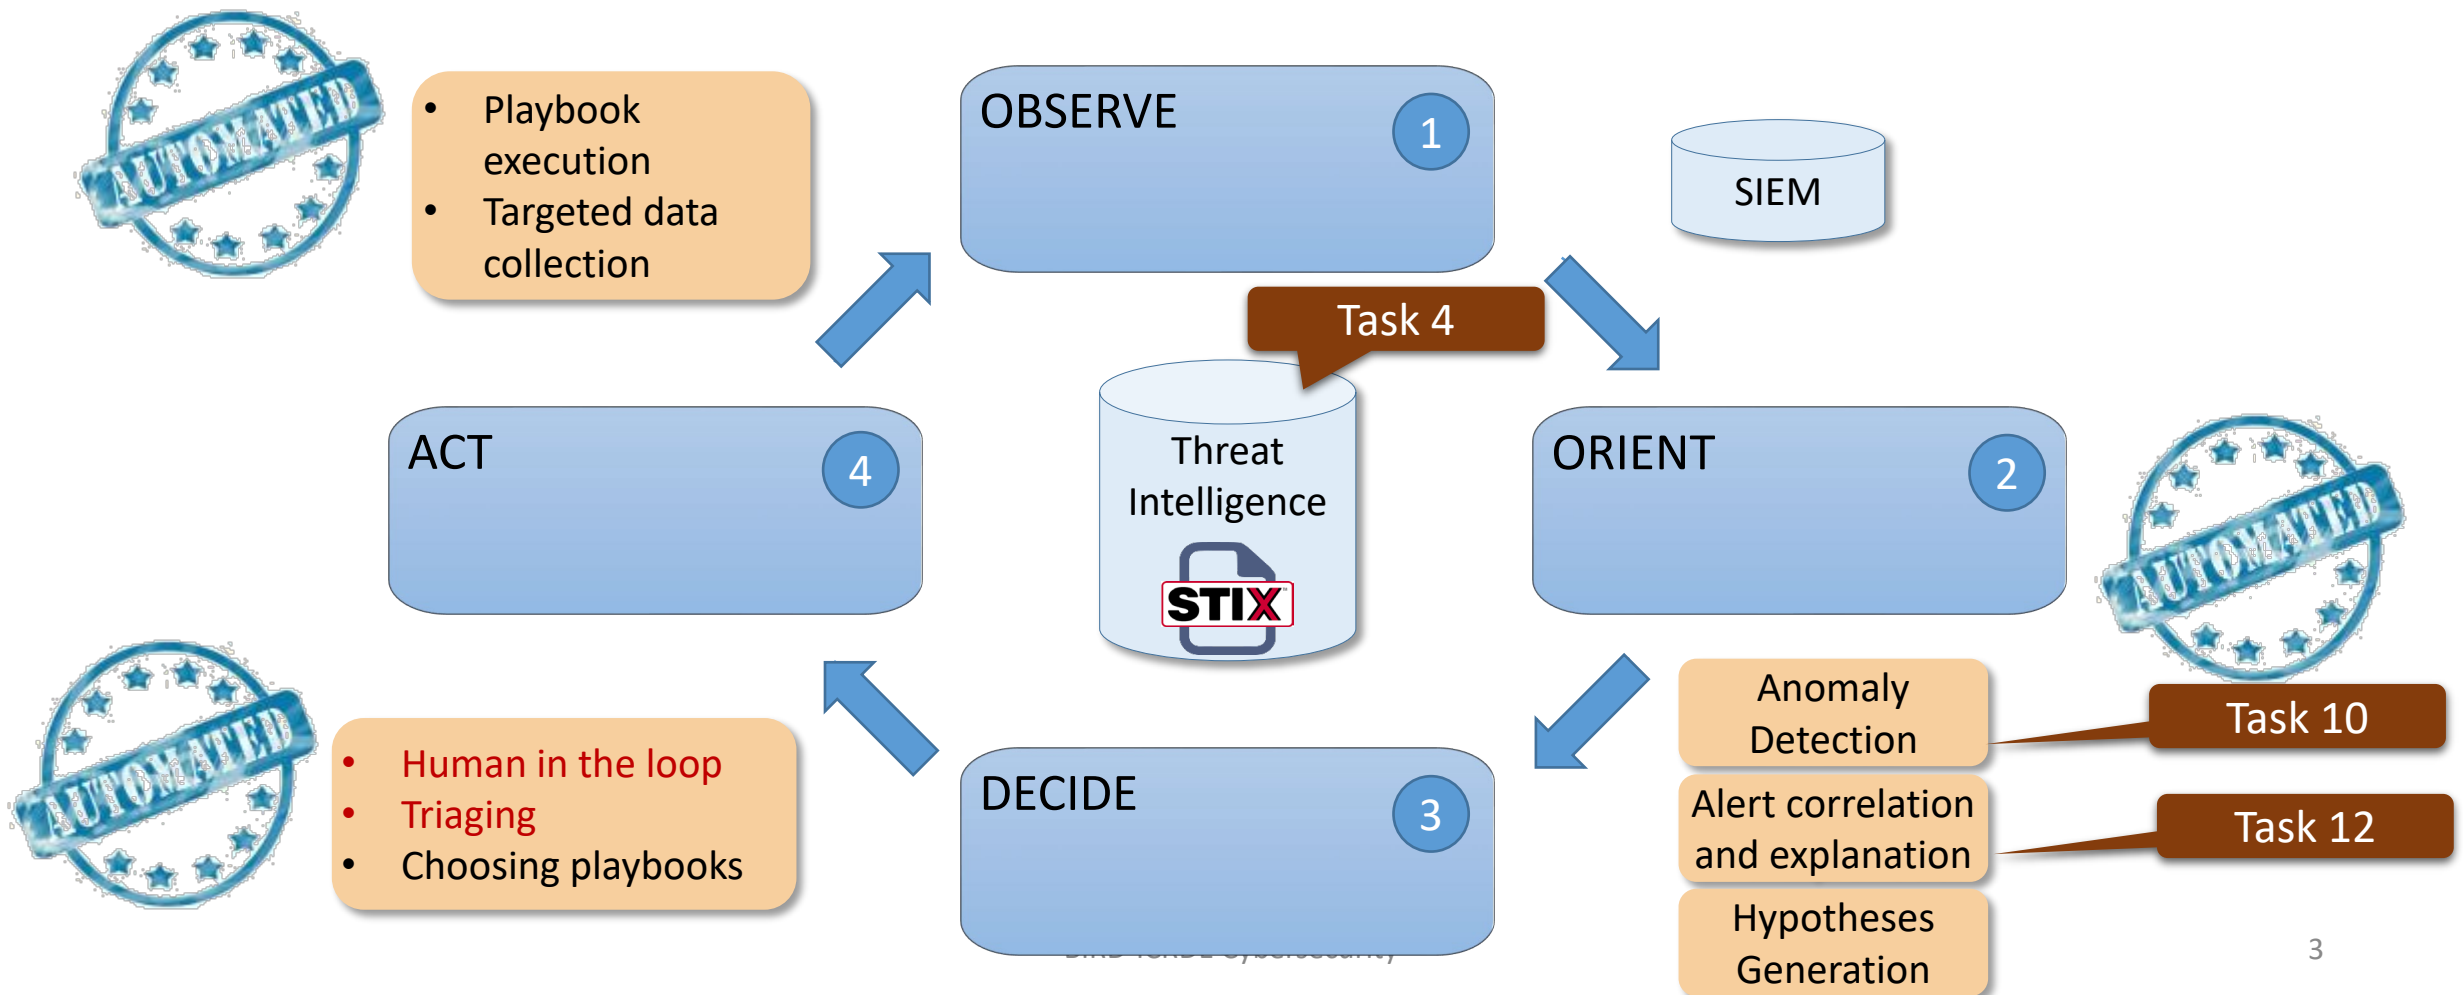 AUTOMATED
• Playbook
execution
• Targeted data
collection
OBSERVE
1
SIEM
Task 4
ACT
4
Threat
Intelligence
STIX
ORIENT
2
AUTOMATED
Anomaly
Detection
Task 10
AUTOMATED
• Human in the loop
• Triaging
• Choosing playbooks
DECIDE
3
Alert correlation
and explanation
Task 12
Hypotheses
Generation
Cybersecurity
3